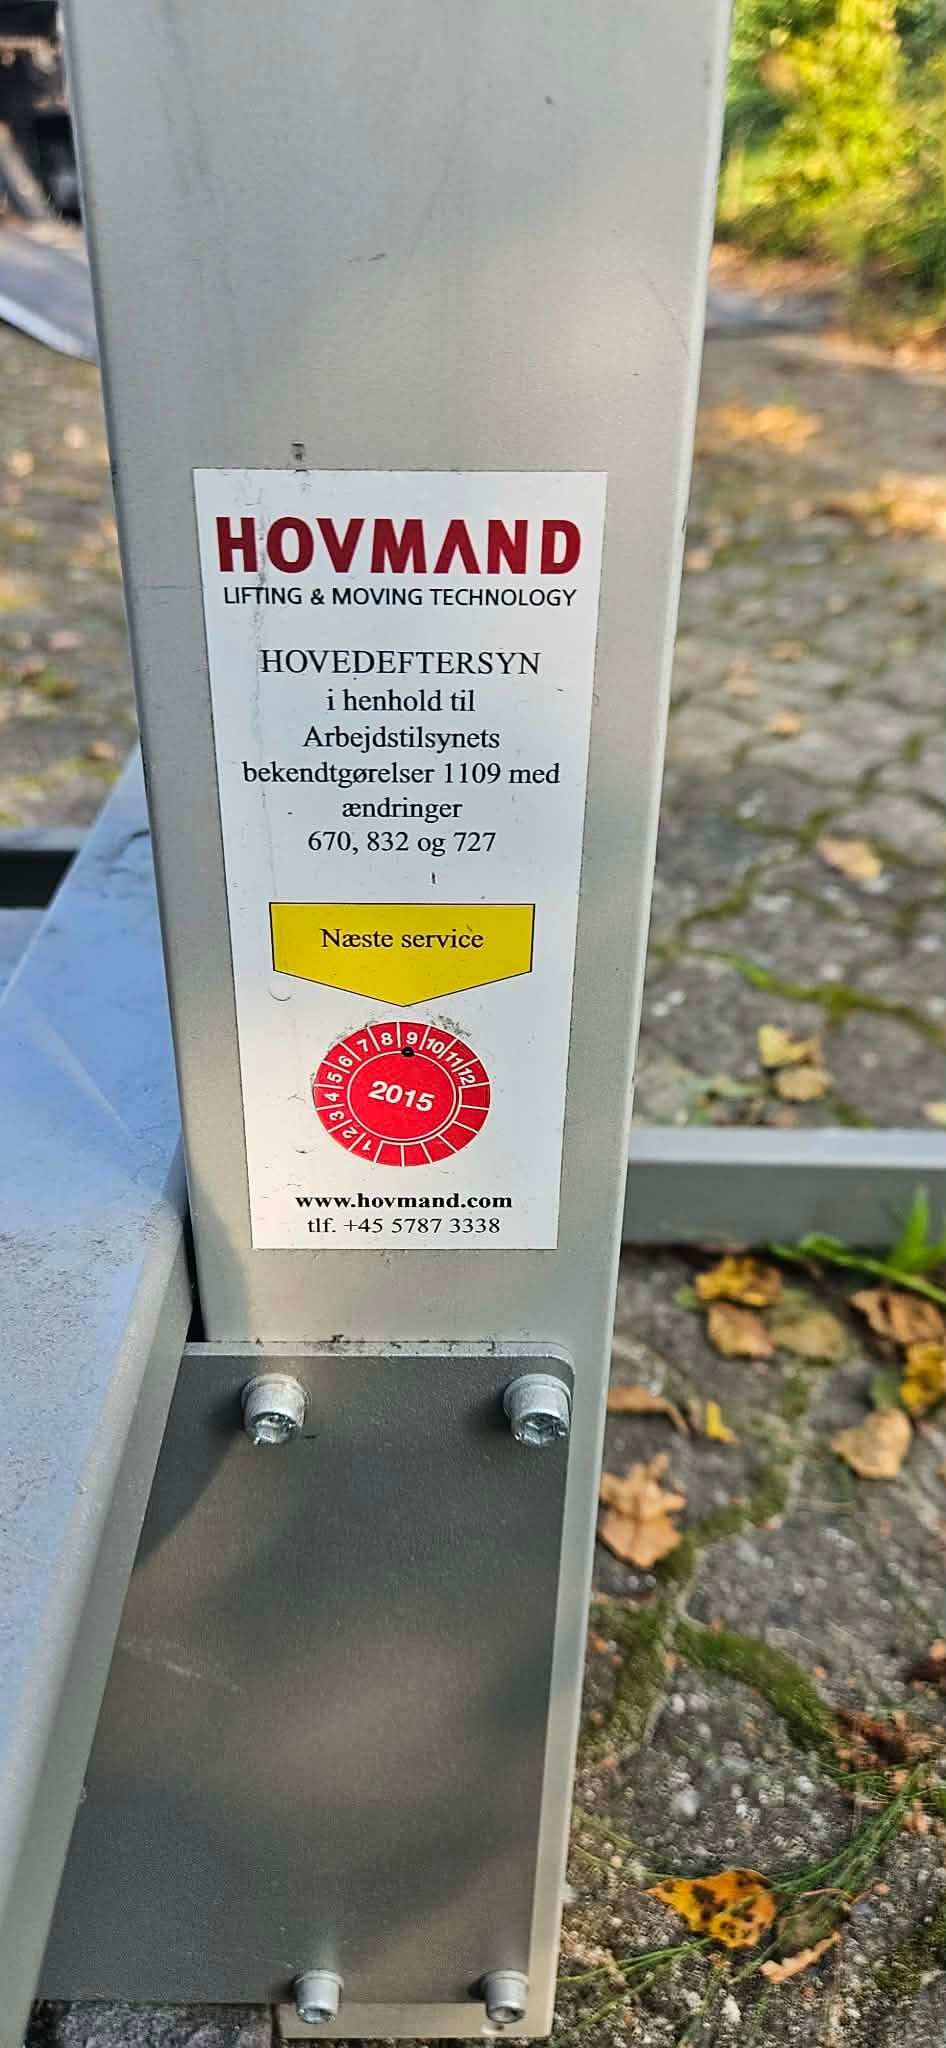 HOVMAND
LIFTING & MOVING TECHNOLOGY
HOVEDEFTERSYN
i henhold til
Arbejdstilsynets
bekendtgørelser 1109 med
ændringer
670, 832 og 727
Næste service
1 2 3 4 5 6 7 8 9 10 11 12
2015
www.hovmand.com
tlf. +45 5787 3338